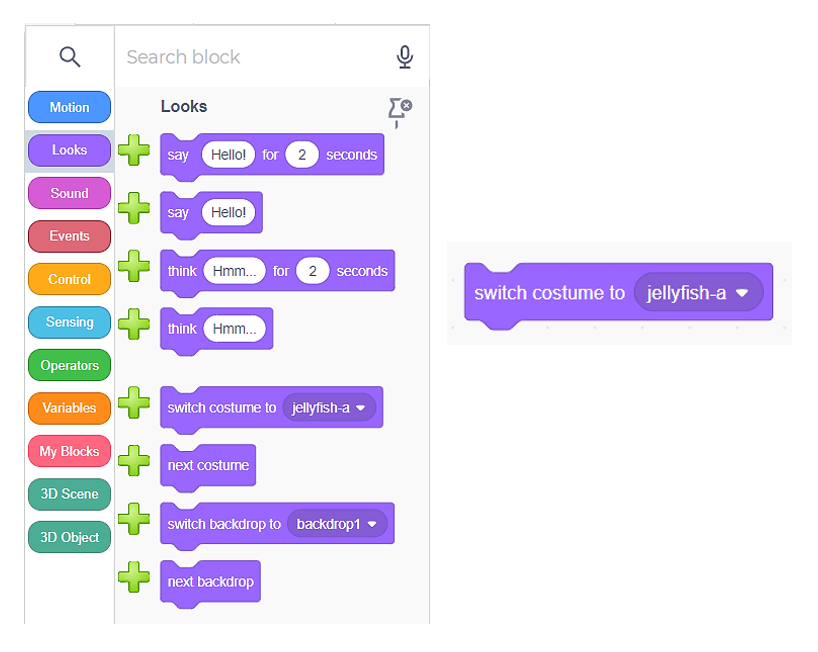 Search block
Motion
Looks
Sound
Events
Control
Sensing
Operators
Variables
My Blocks
3D Scene
3D Object
Looks
say Hello! for 2 seconds
say Hello!
think Hmm... for 2 seconds
think Hmm...
switch costume to jellyfish-a
next costume
switch backdrop to backdrop1
next backdrop
switch costume to jellyfish-a